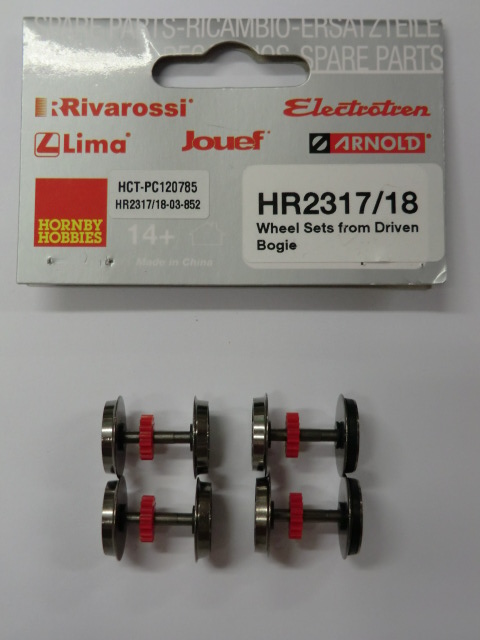 SPARE PARTS-RICAMBIO-ERSATZTEILE
SPARE PARTS
Rivarossi
Electrotren
Lima
Jouef
ARNOLD
HORNBY
HOBBIES
HCT-PC120785
HR2317/18-03-852
14+
Made in China
HR2317/18
Wheel Sets from Driven
Bogie